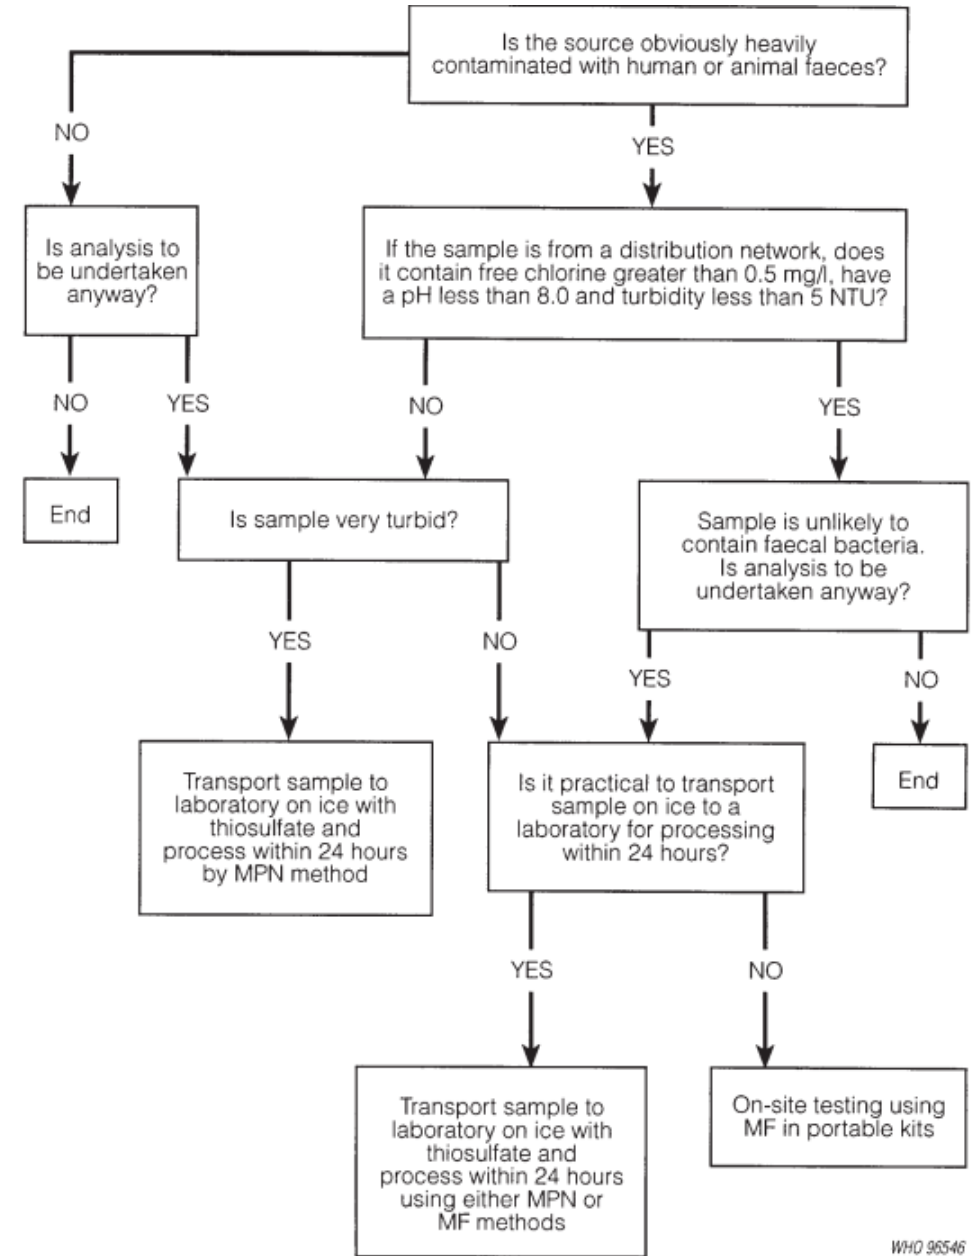 Is the source obviously heavily
contaminated with human or animal faeces?
NO
YES
Is analysis to
be undertaken
anyway?
If the sample is from a distribution network, does
it contain free chlorine greater than 0.5 mg/l, have
a pH less than 8.0 and turbidity less than 5 NTU?
NO
YES
NO
YES
End
Is sample very turbid?
Sample is unlikely to
contain faecal bacteria.
Is analysis to be
undertaken anyway?
YES
NO
YES
NO
Transport sample to
laboratory on ice with
thiosulfate and
process within 24 hours
by MPN method
Is it practical to transport
sample on ice to a
laboratory for processing
within 24 hours?
End
YES
NO
Transport sample to
laboratory on ice with
thiosulfate and
process within 24 hours
using either MPN or
MF methods
On-site testing using
MF in portable kits
WHO 96546